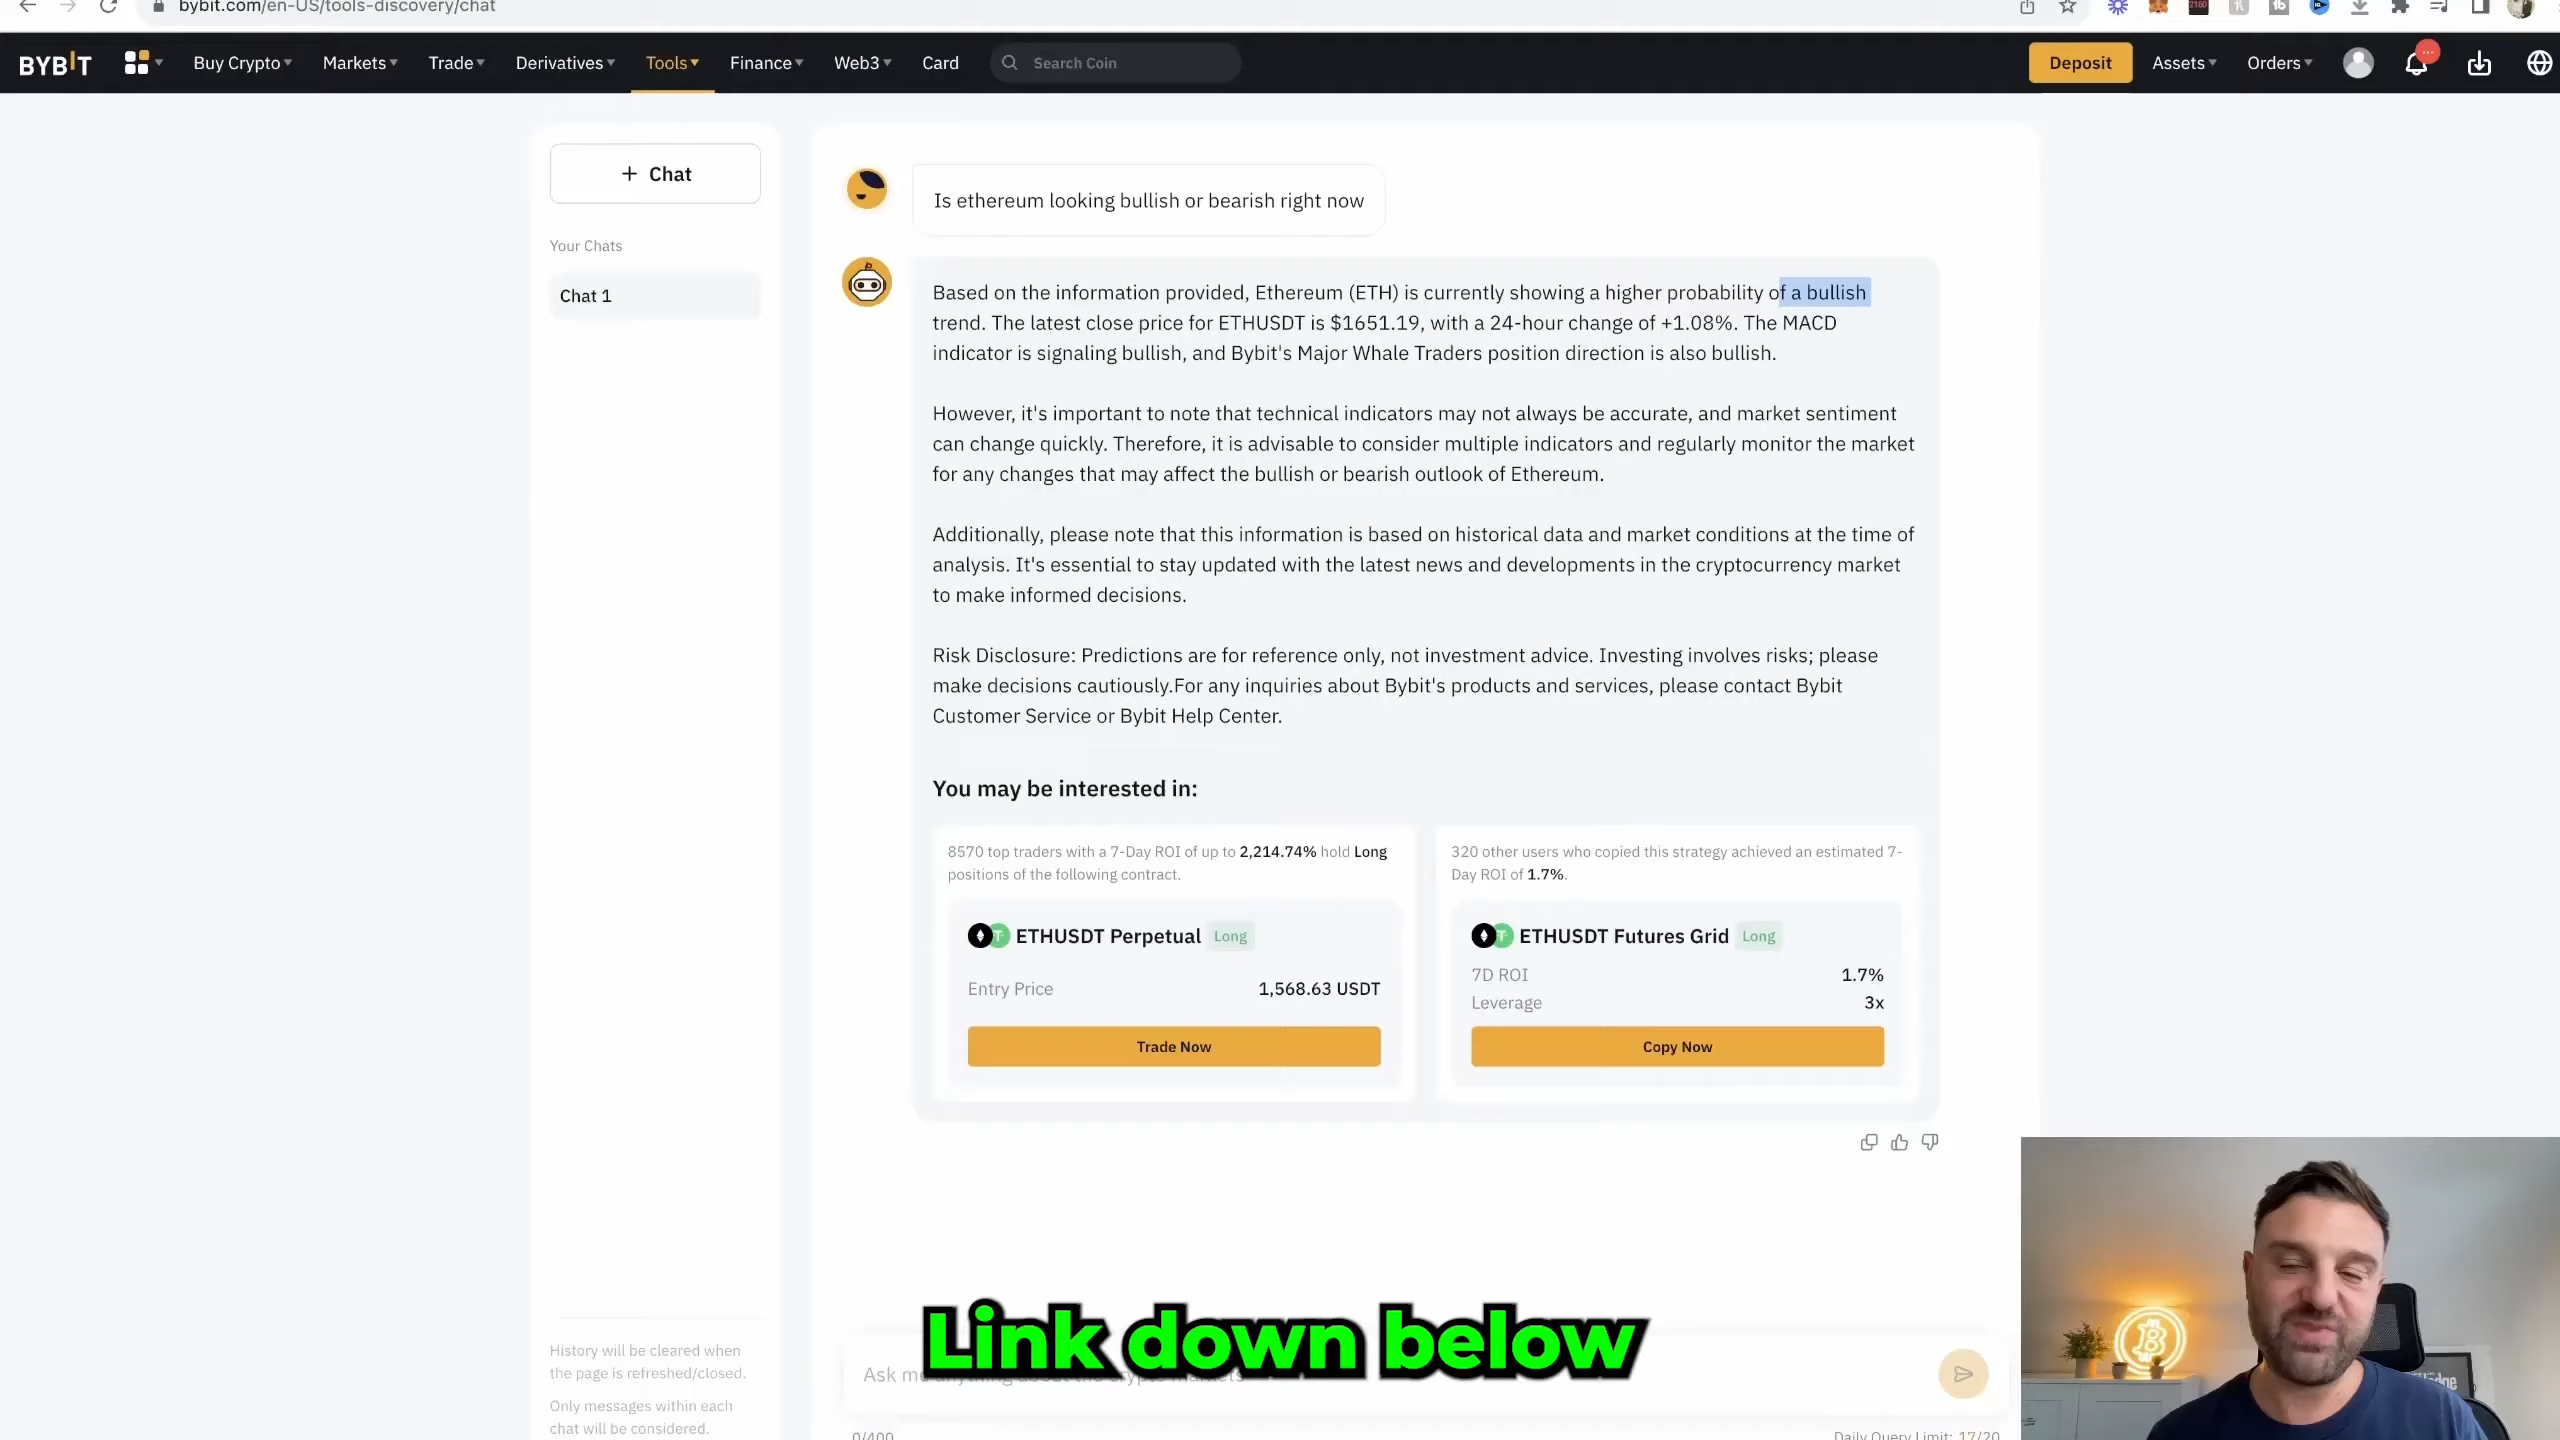 bybit.com/en-US/tools-discovery/chat
BYBIT Buy Crypto Markets Trade Derivatives Tools Finance Web3 Card Search Coin Deposit Assets Orders
+ Chat
Your Chats
Chat 1
Is ethereum looking bullish or bearish right now
Based on the information provided, Ethereum (ETH) is currently showing a higher probability of a bullish
trend. The latest close price for ETHUSDT is $1651.19, with a 24-hour change of +1.08%. The MACD
indicator is signaling bullish, and Bybit's Major Whale Traders position direction is also bullish.
However, it's important to note that technical indicators may not always be accurate, and market sentiment
can change quickly. Therefore, it is advisable to consider multiple indicators and regularly monitor the market
for any changes that may affect the bullish or bearish outlook of Ethereum.
Additionally, please note that this information is based on historical data and market conditions at the time of
analysis. It's essential to stay updated with the latest news and developments in the cryptocurrency market
to make informed decisions.
Risk Disclosure: Predictions are for reference only, not investment advice. Investing involves risks; please
make decisions cautiously.For any inquiries about Bybit's products and services, please contact Bybit
Customer Service or Bybit Help Center.
You may be interested in:
8570 top traders with a 7-Day ROI of up to 2,214.74% hold Long
positions of the following contract.
ETHUSDT Perpetual Long
Entry Price 1,568.63 USDT
Trade Now
320 other users who copied this strategy achieved an estimated 7-
Day ROI of 1.7%.
ETHUSDT Futures Grid Long
7D ROI 1.7%
Leverage 3x
Copy Now
Link down below
Ask me anything about the crypto markets
History will be cleared when
the page is refreshed/closed.
Only messages within each
chat will be considered.
0/400
Daily Query Limit: 17/20